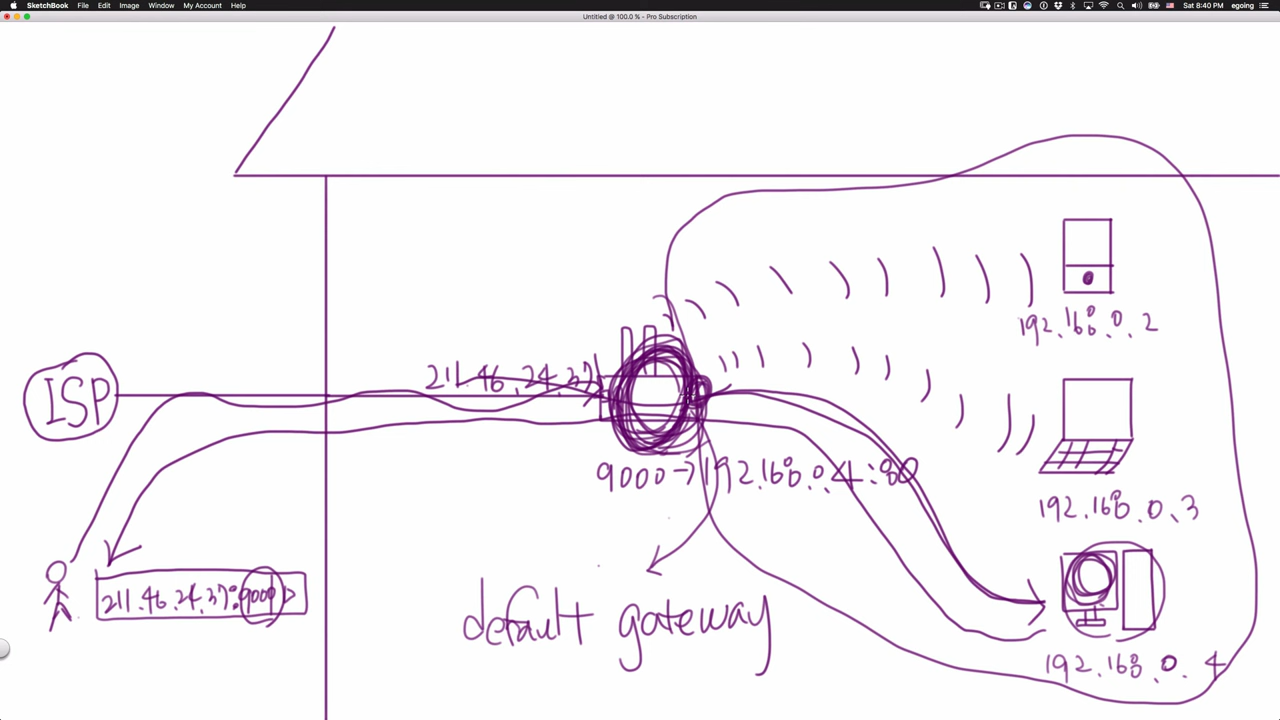 SketchBook File Edit Image Window My Account Help
Sat 8:40 PM egoing
Untitled @ 100.0 % - Pro Subscription
192.168.0.2
ISP
211.46.24.37
9000→192.168.0.4:80
192.168.0.3
211.46.24.37:9000
default gateway
192.168.0.4